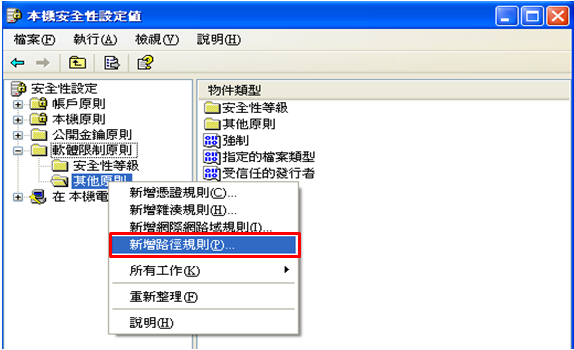 本機安全性設定值
檔案(F) 執行(A) 檢視(V) 說明(H)
安全性設定
帳戶原則
本機原則
公開金鑰原則
軟體限制原則
安全性等級
其他原則
在 本機電
物件類型
安全性等級
其他原則
強制
指定的檔案類型
受信任的發行者
新增憑證規則(C)...
新增雜湊規則(H)...
新增網際網路域規則(I)...
新增路徑規則(P)...
所有工作(K)
重新整理(F)
說明(H)